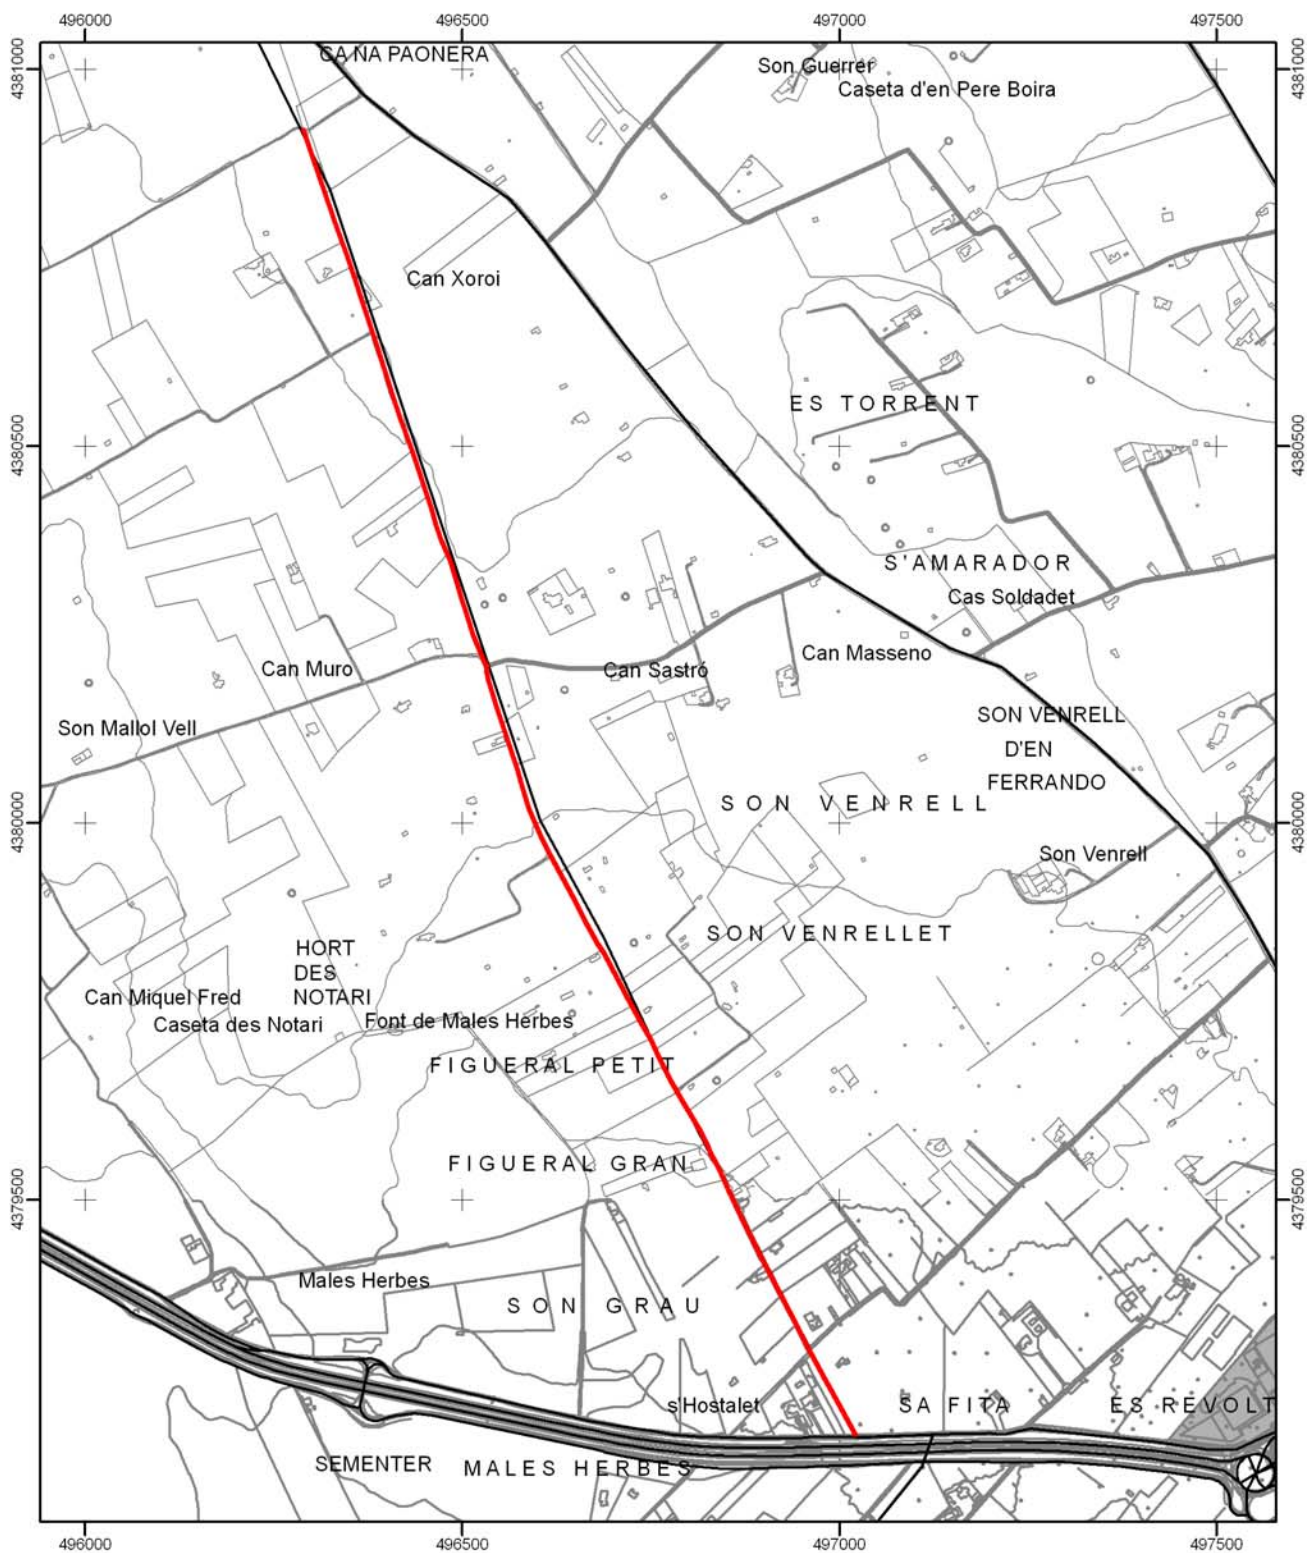 496000
496500
497000
497500
4381000
4381000
CA NA PAONERA
Son Guerrer
Caseta d'en Pere Boira
Can Xoroi
ES TORRENT
4380500
4380500
S'AMARADOR
Cas Soldadet
Can Masseno
Can Muro
Can Sastró
Son Mallol Vell
SON VENRELL
D'EN
FERRANDO
SON VENRELL
4380000
4380000
Son Venrell
SON VENRELLET
HORT
DES
NOTARI
Can Miquel Fred
Caseta des Notari
Font de Males Herbes
FIGUERAL PETIT
FIGUERAL GRAN
4379500
4379500
Males Herbes
SON GRAU
s'Hostalet
SA FITA
ES REVOLT
SEMENTER
MALES HERBES
496000
496500
497000
497500